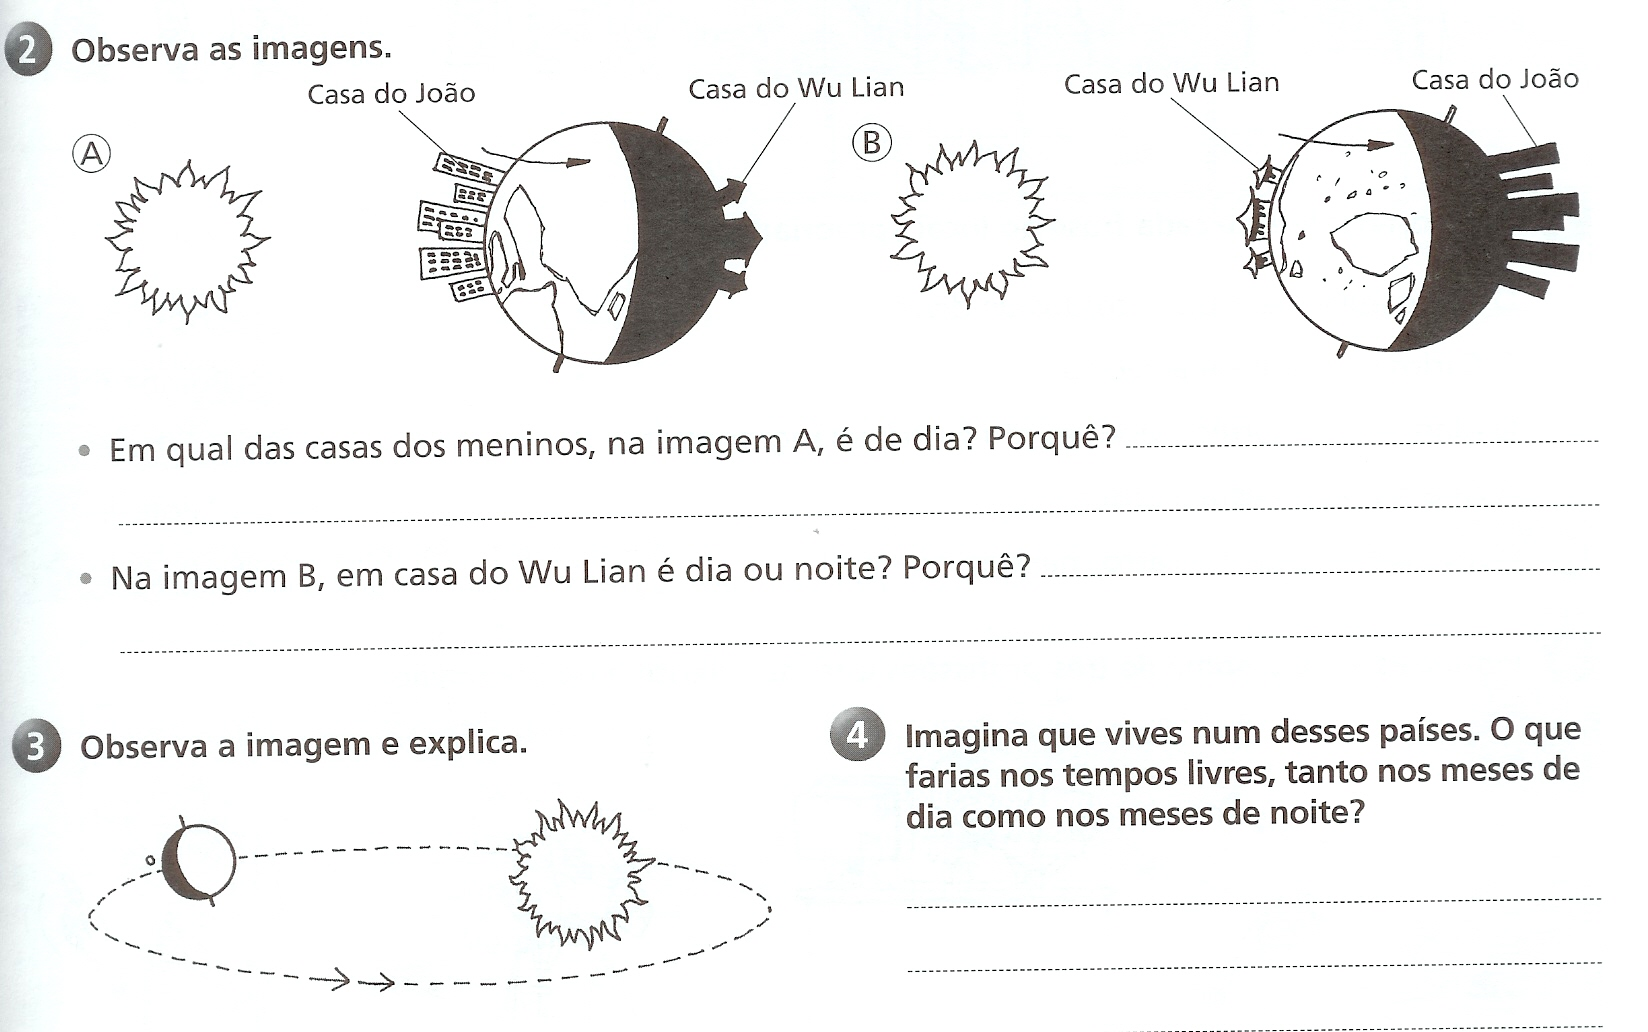 2 Observa as imagens.
Casa do João
Casa do Wu Lian
Casa do Wu Lian
Casa do João
A
B
• Em qual das casas dos meninos, na imagem A, é de dia? Porquê?
• Na imagem B, em casa do Wu Lian é dia ou noite? Porquê?
3 Observa a imagem e explica.
4 Imagina que vives num desses países. O que
farias nos tempos livres, tanto nos meses de
dia como nos meses de noite?